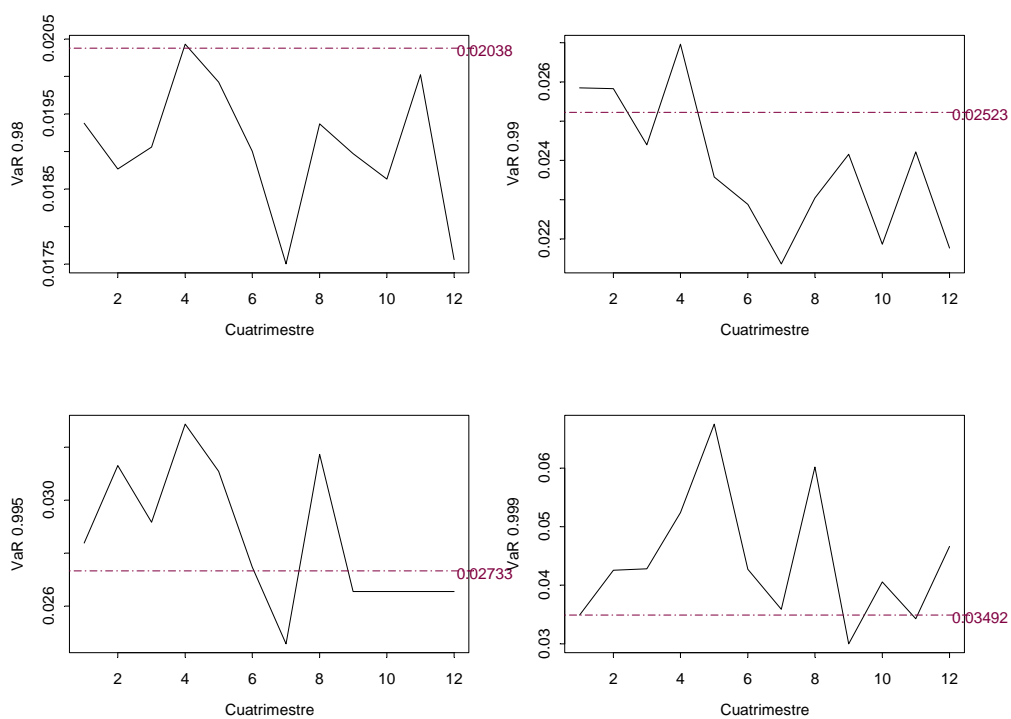 VaR 0.98
0.0175
0.0185
0.0195
0.0205
0.02038
2 4 6 8 10 12
Cuatrimestre
VaR 0.99
0.022
0.024
0.026
0.02523
2 4 6 8 10 12
Cuatrimestre
VaR 0.995
0.026
0.030
0.02733
2 4 6 8 10 12
Cuatrimestre
VaR 0.999
0.03
0.04
0.05
0.06
0.03492
2 4 6 8 10 12
Cuatrimestre